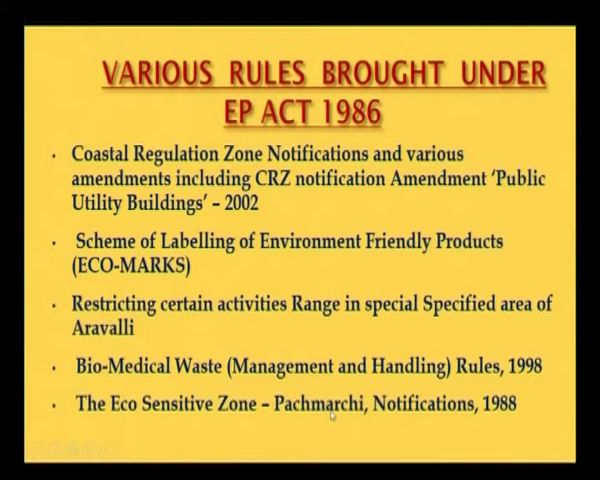 VARIOUS RULES BROUGHT UNDER
EP ACT 1986
· Coastal Regulation Zone Notifications and various
amendments including CRZ notification Amendment ‘Public
Utility Buildings’ – 2002
· Scheme of Labelling of Environment Friendly Products
(ECO-MARKS)
· Restricting certain activities Range in special Specified area of
Aravalli
· Bio-Medical Waste (Management and Handling) Rules, 1998
· The Eco Sensitive Zone – Pachmarchi, Notifications, 1988